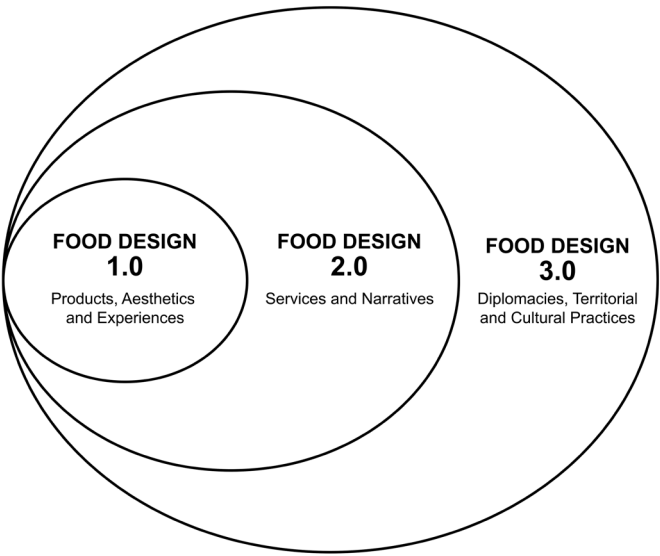 FOOD DESIGN
1.0
Products, Aesthetics
and Experiences
FOOD DESIGN
2.0
Services and Narratives
FOOD DESIGN
3.0
Diplomacies, Territorial
and Cultural Practices